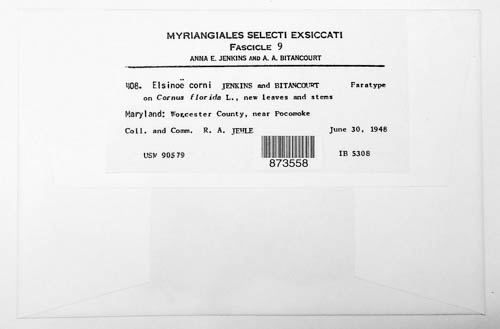 MYRIANGIALES SELECTI EXSICCATI
FASCICLE 9
ANNA E. JENKINS AND A. A. BITANCOURT
408. Elsinoë corni JENKINS and BITANCOURT Paratype
on Cornus florida L., new leaves and stems
Maryland: Worcester County, near Pocomoke
Coll. and Comm. R. A. JEHLE June 30, 1948
USM 90579 IB 5308
873558